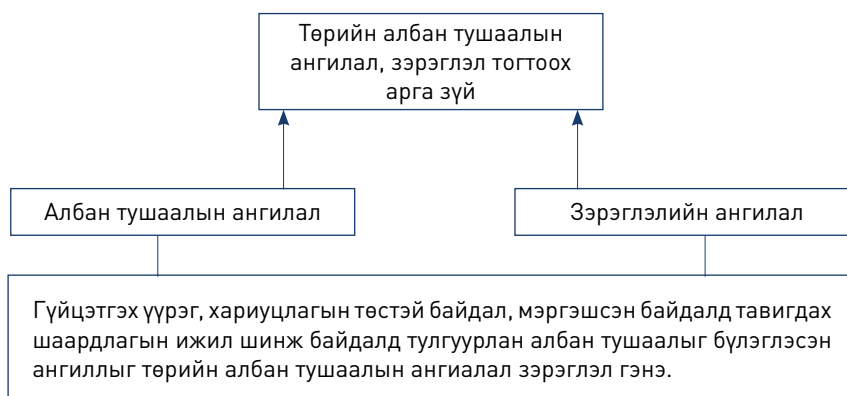 Төрийн албан тушаалын
ангилал, зэрэглэл тогтоох
арга зүй
Албан тушаалын ангилал
Зэрэглэлийн ангилал
Гүйцэтгэх үүрэг, хариуцлагын төстэй байдал, мэргэшсэн байдалд тавигдах
шаардлагын ижил шинж байдалд тулгуурлан албан тушаалыг бүлэглэсэн
ангиллыг төрийн албан тушаалын ангиалал зэрэглэл гэнэ.